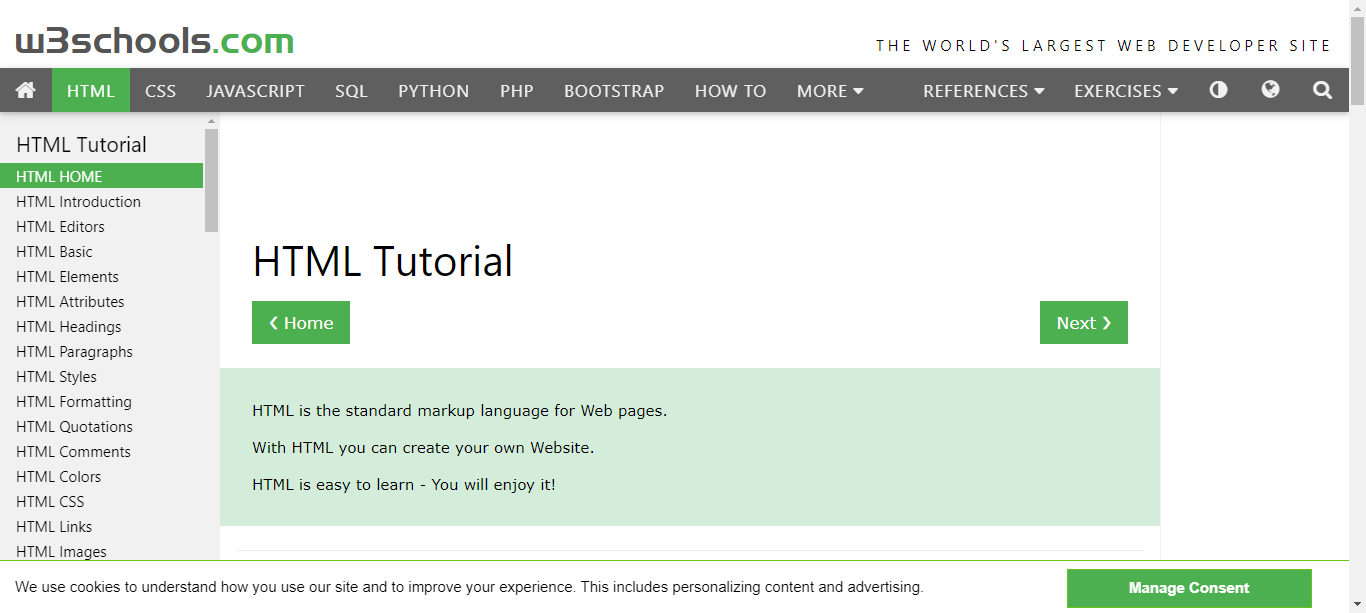 w3schools.com
THE WORLD'S LARGEST WEB DEVELOPER SITE
HTML CSS JAVASCRIPT SQL PYTHON PHP BOOTSTRAP HOW TO MORE REFERENCES EXERCISES
HTML Tutorial
HTML HOME
HTML Introduction
HTML Editors
HTML Basic
HTML Elements
HTML Attributes
HTML Headings
HTML Paragraphs
HTML Styles
HTML Formatting
HTML Quotations
HTML Comments
HTML Colors
HTML CSS
HTML Links
HTML Images
HTML Tutorial
❮ Home
Next ❯
HTML is the standard markup language for Web pages.
With HTML you can create your own Website.
HTML is easy to learn - You will enjoy it!
We use cookies to understand how you use our site and to improve your experience. This includes personalizing content and advertising.
Manage Consent